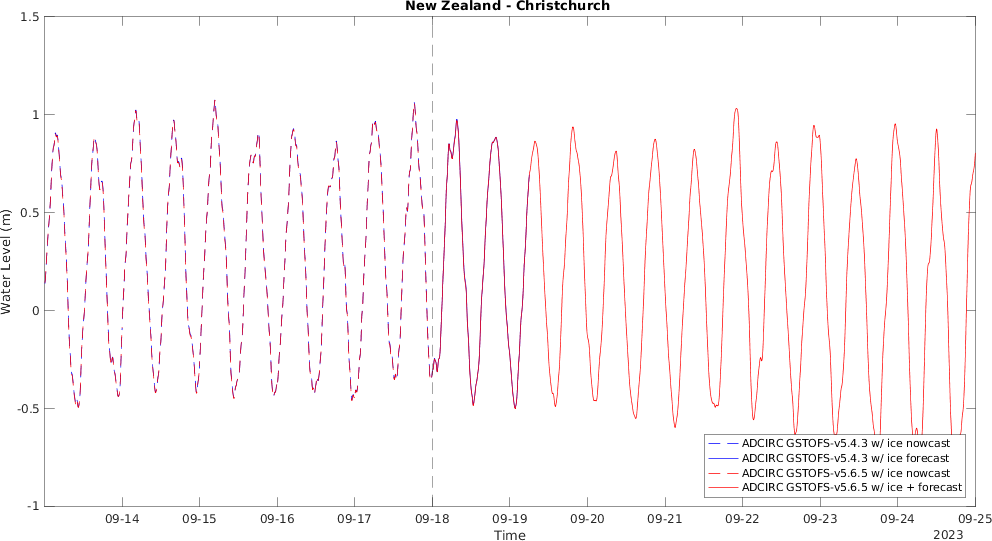 New Zealand - Christchurch
1.5
1
0.5
0
-0.5
-1
Water Level (m)
09-14
09-15
09-16
09-17
09-18
09-19
09-20
09-21
09-22
09-23
09-24
09-25
Time
2023
ADCIRC GSTOFS-v5.4.3 w/ ice nowcast
ADCIRC GSTOFS-v5.4.3 w/ ice forecast
ADCIRC GSTOFS-v5.6.5 w/ ice nowcast
ADCIRC GSTOFS-v5.6.5 w/ ice + forecast